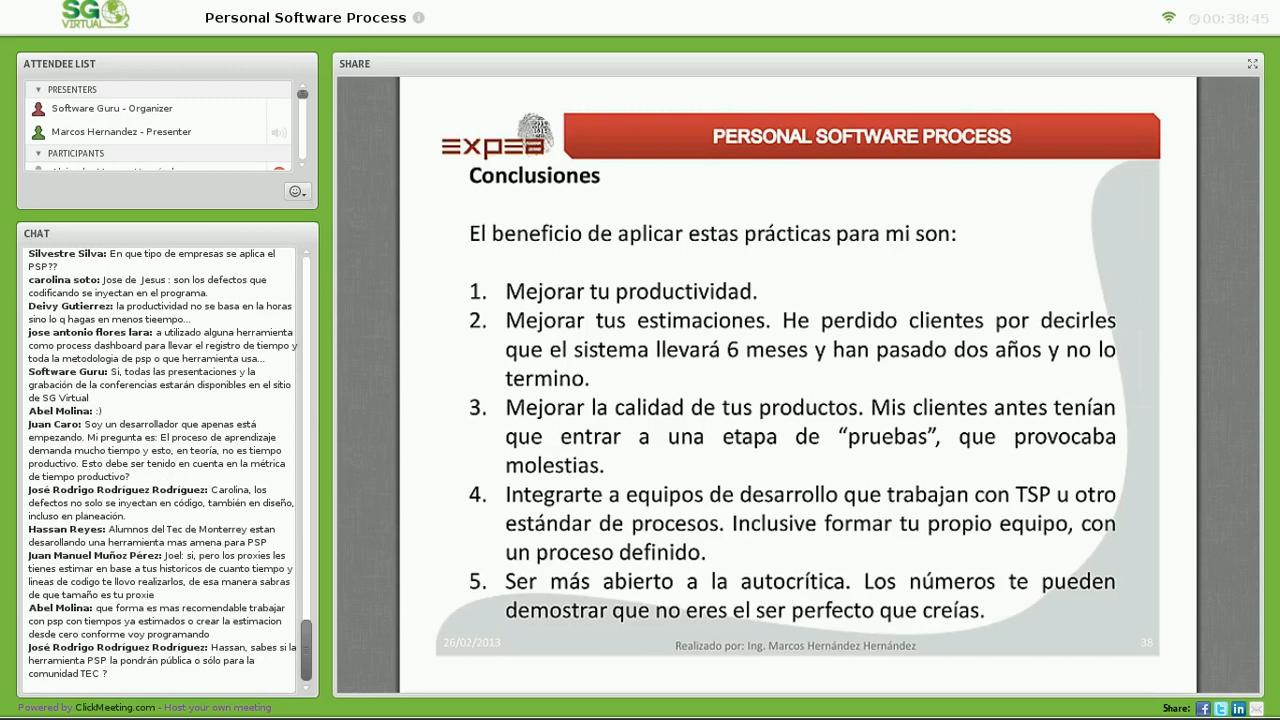 SG
VIRTUAL
Personal Software Process
00:38:45
ATTENDEE LIST
PRESENTERS
Software Guru - Organizer
Marcos Hernandez - Presenter
PARTICIPANTS
CHAT
Silvestre Silva: En que tipo de empresas se aplica el
PSP??
carolina soto: Jose de Jesus : son los defectos que
codificando se inyectan en el programa.
Deivy Gutierrez: la productividad no se basa en la horas
sino lo q hagas en menos tieempo...
jose antonio flores lara: a utilizado alguna herramienta
como process dashboard para llevar el registro de tiempo y
toda la metodologia de psp o que herramienta usa...
Software Guru: Si, todas las presentaciones y la
grabación de la conferencias estarán disponibles en el sitio
de SG Virtual
Abel Molina: :)
Juan Caro: Soy un desarrollador que apenas está
empezando. Mi pregunta es: El proceso de aprendizaje
demanda mucho tiempo y esto, en teoría, no es tiempo
productivo. Esto debe ser tenido en cuenta en la métrica
de tiempo productivo?
José Rodrigo Rodríguez Rodríguez: Carolina, los
defectos no solo se inyectan en código, también en diseño,
incluso en planeación.
Hassan Reyes: Alumnos del Tec de Monterrey estan
desarollando una herramienta mas amena para PSP
Juan Manuel Muñoz Pérez: Joel: si, pero los proxies les
tienes estimar en base a tus historicos de cuanto tiempo y
lineas de codigo te llovo realizarlos, de esa manera sabras
de que tamaño es tu proxie
Abel Molina: que forma es mas recomendable trabajar
con psp con tiempos ya estimados o crear la estimacion
desde cero conforme voy programando
José Rodrigo Rodríguez Rodríguez: Hassan, sabes si la
herramienta PSP la pondrán pública o sólo para la
comunidad TEC ?
SHARE
EXPEA
PERSONAL SOFTWARE PROCESS
Conclusiones
El beneficio de aplicar estas prácticas para mi son:
1. Mejorar tu productividad.
2. Mejorar tus estimaciones. He perdido clientes por decirles
que el sistema llevará 6 meses y han pasado dos años y no lo
termino.
3. Mejorar la calidad de tus productos. Mis clientes antes tenían
que entrar a una etapa de “pruebas”, que provocaba
molestias.
4. Integrarte a equipos de desarrollo que trabajan con TSP u otro
estándar de procesos. Inclusive formar tu propio equipo, con
un proceso definido.
5. Ser más abierto a la autocrítica. Los números te pueden
demostrar que no eres el ser perfecto que creías.
26/02/2013
Realizado por: Ing. Marcos Hernández Hernández
38
Powered by ClickMeeting.com - Host your own meeting
Share: